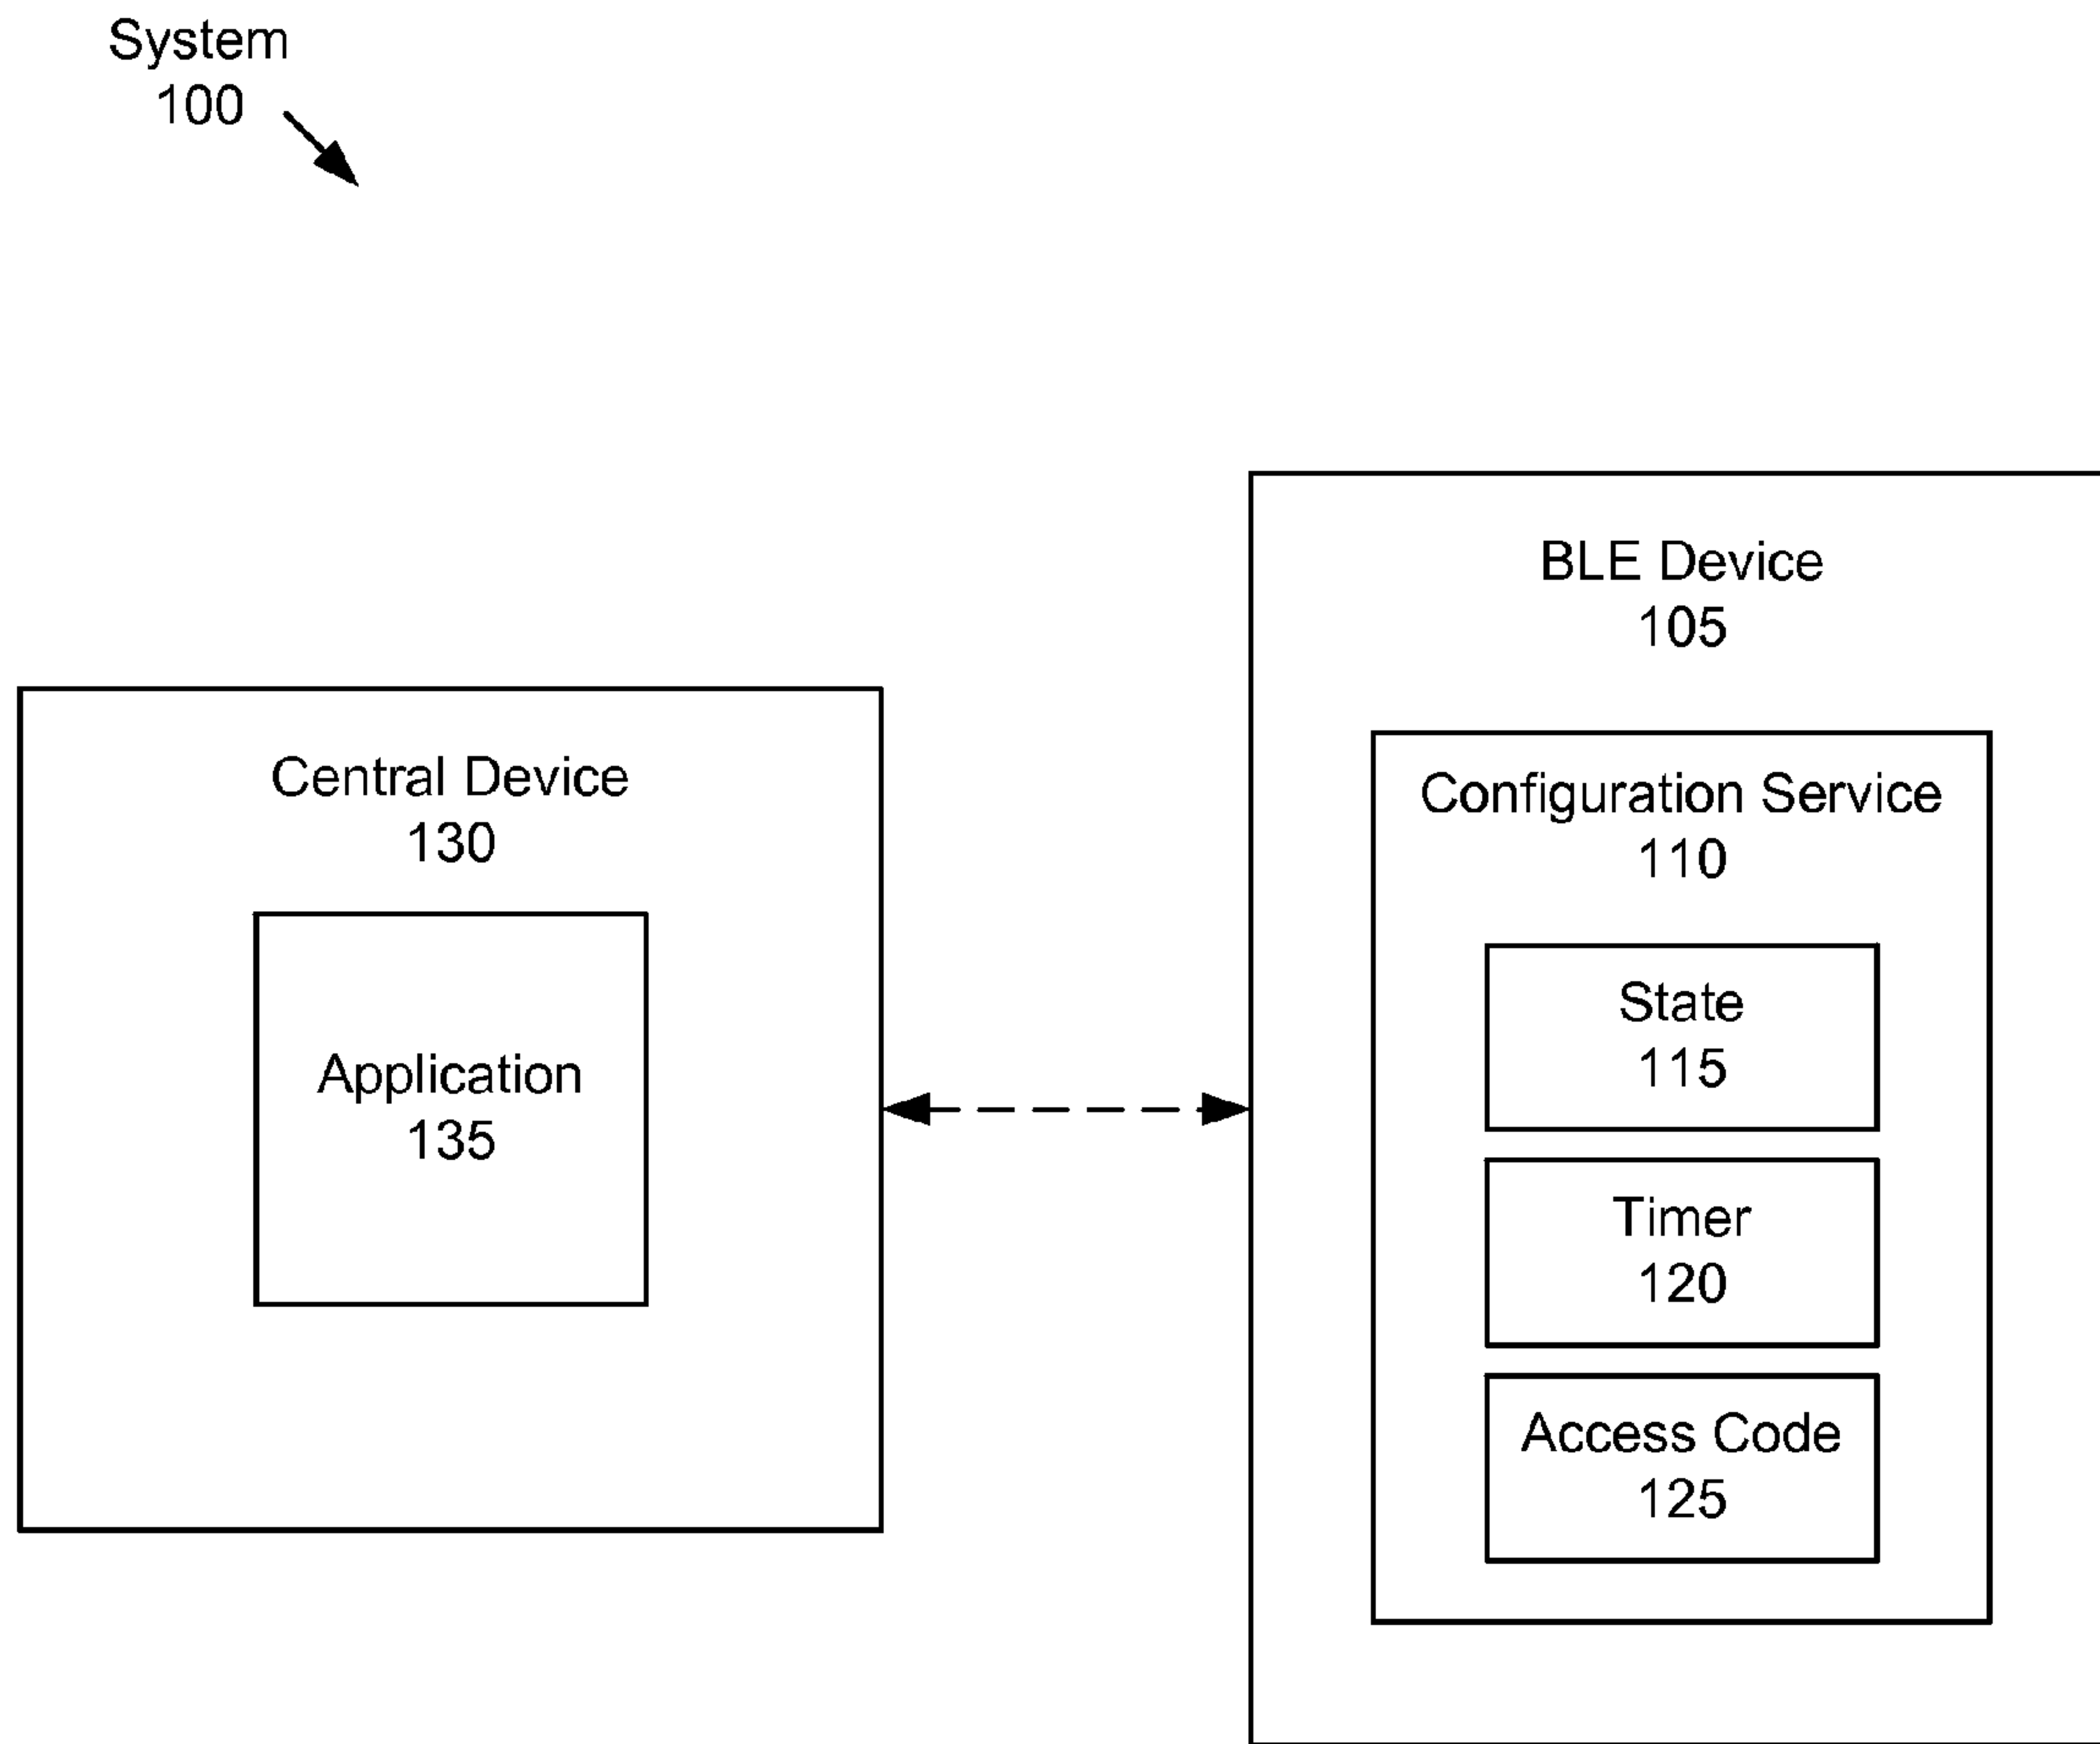 System
100
BLE Device
105
Central Device
130
Configuration Service
110
Application
135
State
115
Timer
120
Access Code
125